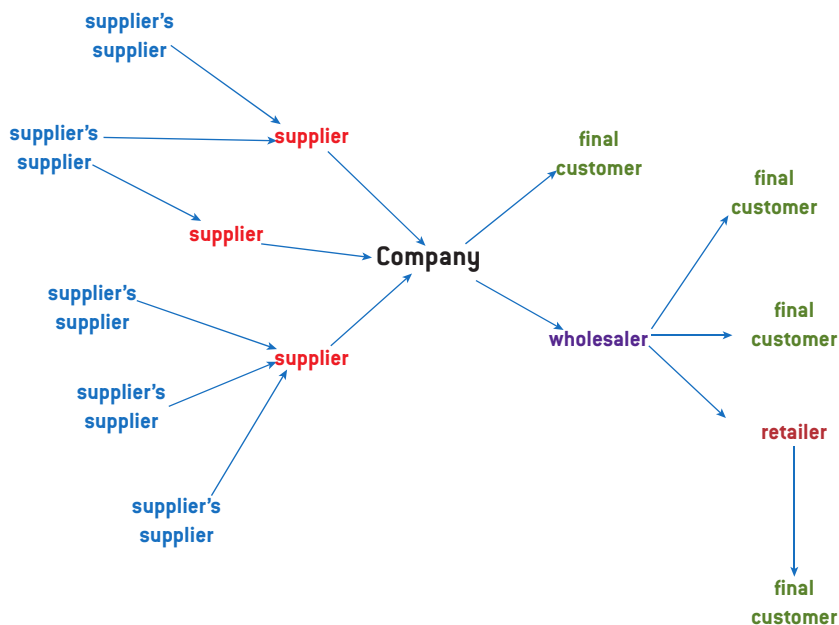 supplier's
supplier
supplier's
supplier
supplier
final
customer
final
customer
supplier
Company
supplier's
supplier
final
customer
wholesaler
supplier
supplier's
supplier
retailer
supplier's
supplier
final
customer